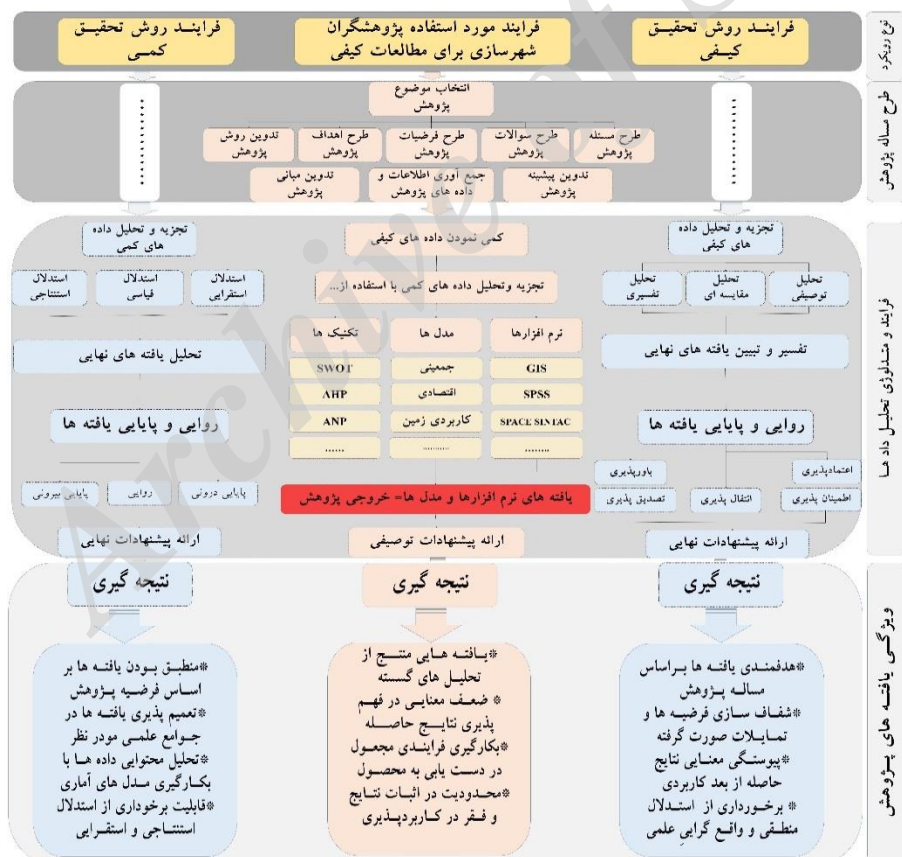 نوع رویکرد
فرایند روش تحقیق
کیفی
فرایند مورد استفاده پژوهشگران
شهرسازی برای مطالعات کیفی
فرایند روش تحقیق
کمی
طرح مساله پژوهش
انتخاب موضوع
پژوهش
طرح مسئله
پژوهش
طرح سوالات
پژوهش
طرح فرضیات
پژوهش
طرح اهداف
پژوهش
تدوین روش
پژوهش
تدوین پیشینه
پژوهش
جمع آوری اطلاعات و
داده های پژوهش
تدوین مبانی
پژوهش
............
............
فرایند و متدلوژی تحلیل داد ها
تجزیه و تحلیل داده
های کیفی
تحلیل
توصیفی
تحلیل
مقایسه ای
تحلیل
تفسیری
تفسیر و تبیین یافته های نهایی
روایی و پایایی یافته ها
اعتمادپذیری
باورپذیری
اطمینان پذیری
انتقال پذیری
تصدیق پذیری
ارائه پیشنهادات نهایی
کمی نمودن داده های کیفی
تجزیه وتحلیل داده های کمی با استفاده از...
نرم افزارها
مدل ها
تکنیک ها
GIS
جمعیتی
SWOT
SPSS
اقتصادی
AHP
SPACE SINTAC
کاربردی زمین
ANP
........
..........
......
یافته های نرم افزارها و مدل ها= خروجی پژوهش
ارائه پیشنهادات توصیفی
تجزیه و تحلیل داده
های کمی
استدلال
استقرایی
استدلال
قیاسی
استدلال
استنتاجی
تحلیل یافته های نهایی
روایی و پایایی یافته ها
پایایی درونی
روایی
پایایی بیرونی
ارائه پیشنهادات نهایی
ویژگی یافته های پژوهش
نتیجه گیری
*هدفمندی یافته ها براساس
مساله پژوهش
*شفاف سازی فرضیه ها و
تمایلات صورت گرفته
*پیوستگی معنایی نتایج
حاصله از بعد کاربردی
* برخورداری از استدلال
منطقی و واقع گرایی علمی
نتیجه گیری
*یافته هایی منتج از
تحلیل های گسسته
* ضعف معنایی در فهم
پذیری نتایج حاصله
*بکارگیری فرایندی مجعول
در دست یابی به محصول
*محدودیت در اثبات نتایج
و فقر در کاربردپذیری
نتیجه گیری
*منطبق بودن یافته ها بر
اساس فرضیه پژوهش
*تعمیم پذیری یافته ها در
جوامع علمی مودر نظر
*تحلیل محتوایی داده ها با
بکارگیری مدل های آماری
*قابلیت برخوداری از استدلال
استنتاجی و استقرایی